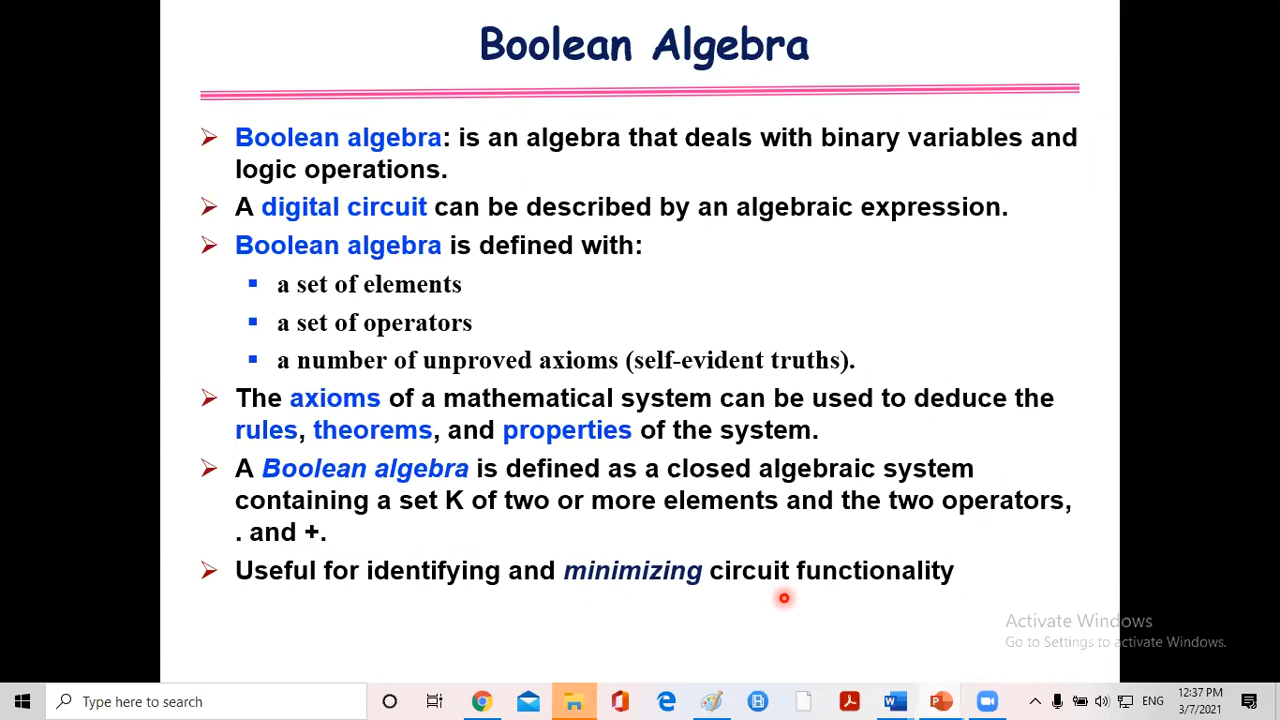 Boolean Algebra
Boolean algebra: is an algebra that deals with binary variables and
logic operations.
A digital circuit can be described by an algebraic expression.
Boolean algebra is defined with:
a set of elements
a set of operators
a number of unproved axioms (self-evident truths).
The axioms of a mathematical system can be used to deduce the
rules, theorems, and properties of the system.
A Boolean algebra is defined as a closed algebraic system
containing a set K of two or more elements and the two operators,
. and +.
Useful for identifying and minimizing circuit functionality
Activate Windows
Go to Settings to activate Windows.
Type here to search
ENG
12:37 PM
3/7/2021